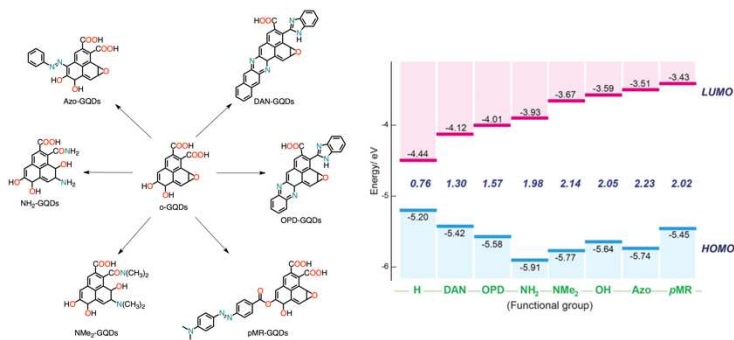 COOH
COOH
N=N
HO
OH
O
Azo-GQDs
COOH
N
N
H
N
N
O
DAN-GQDs
COOH
CONH₂
OH
HO
OH
NH₂
NH₂-GQDs
COOH
COOH
HO
OH
O
o-GQDs
COOH
N
N
H
N
N
O
OPD-GQDs
COOH
CON(CH₃)₂
OH
HO
OH
N(CH₃)₂
NMe₂-GQDs
COOH
COOH
O
O
OH
O
N
N
N
pMR-GQDs
Energy/ eV
-4
-5
-6
-4.44
-4.12
-4.01
-3.93
-3.67
-3.59
-3.51
-3.43
LUMO
0.76 1.30 1.57 1.98 2.14 2.05 2.23 2.02
-5.20
-5.42
-5.58
-5.91
-5.77
-5.64
-5.74
-5.45
HOMO
H DAN OPD NH₂ NMe₂ OH Azo pMR
(Functional group)